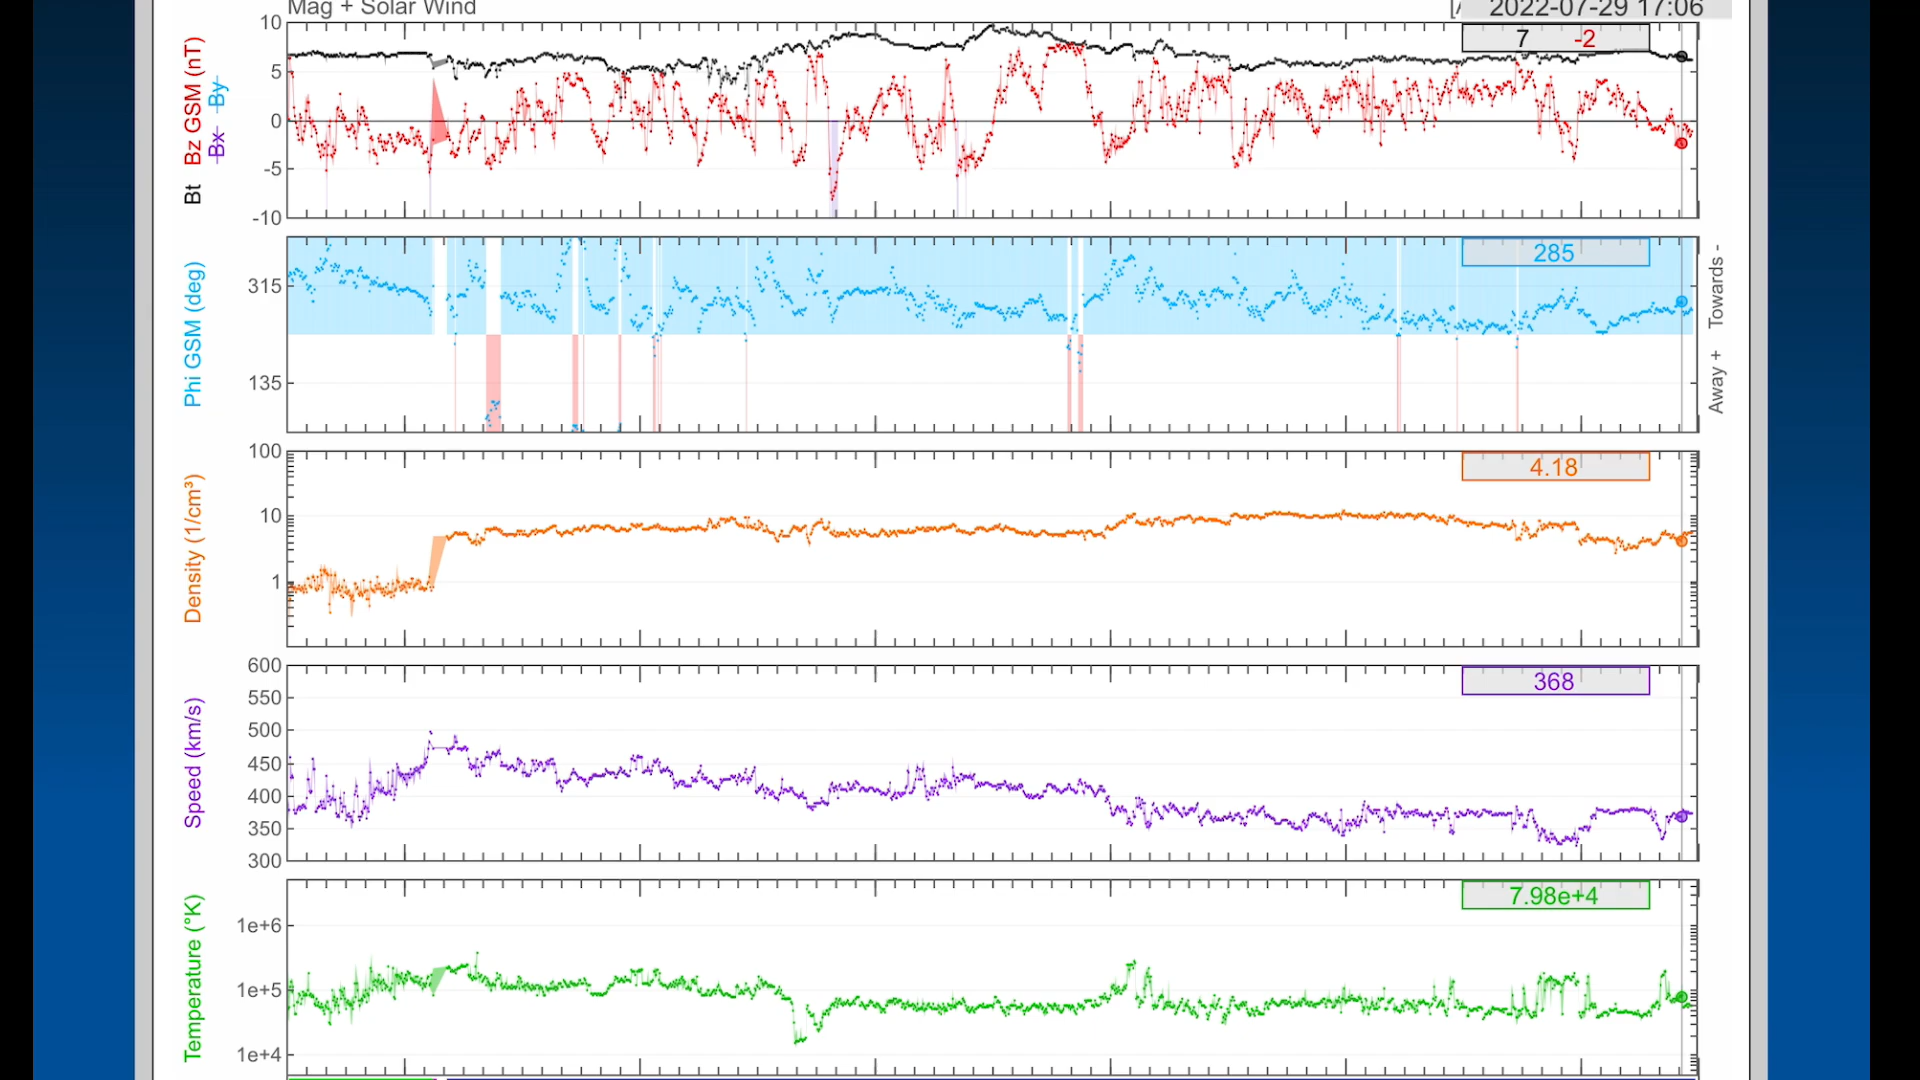 Mag + Solar Wind
2022-07-29 17:06
Bt Bz GSM (nT)
Bx By
10
5
0
-5
-10
7 -2
Phi GSM (deg)
315
135
285
Towards -
Away +
Density (1/cm³)
100
10
1
4.18
Speed (km/s)
600
550
500
450
400
350
300
368
Temperature (°K)
1e+6
1e+5
1e+4
7.98e+4